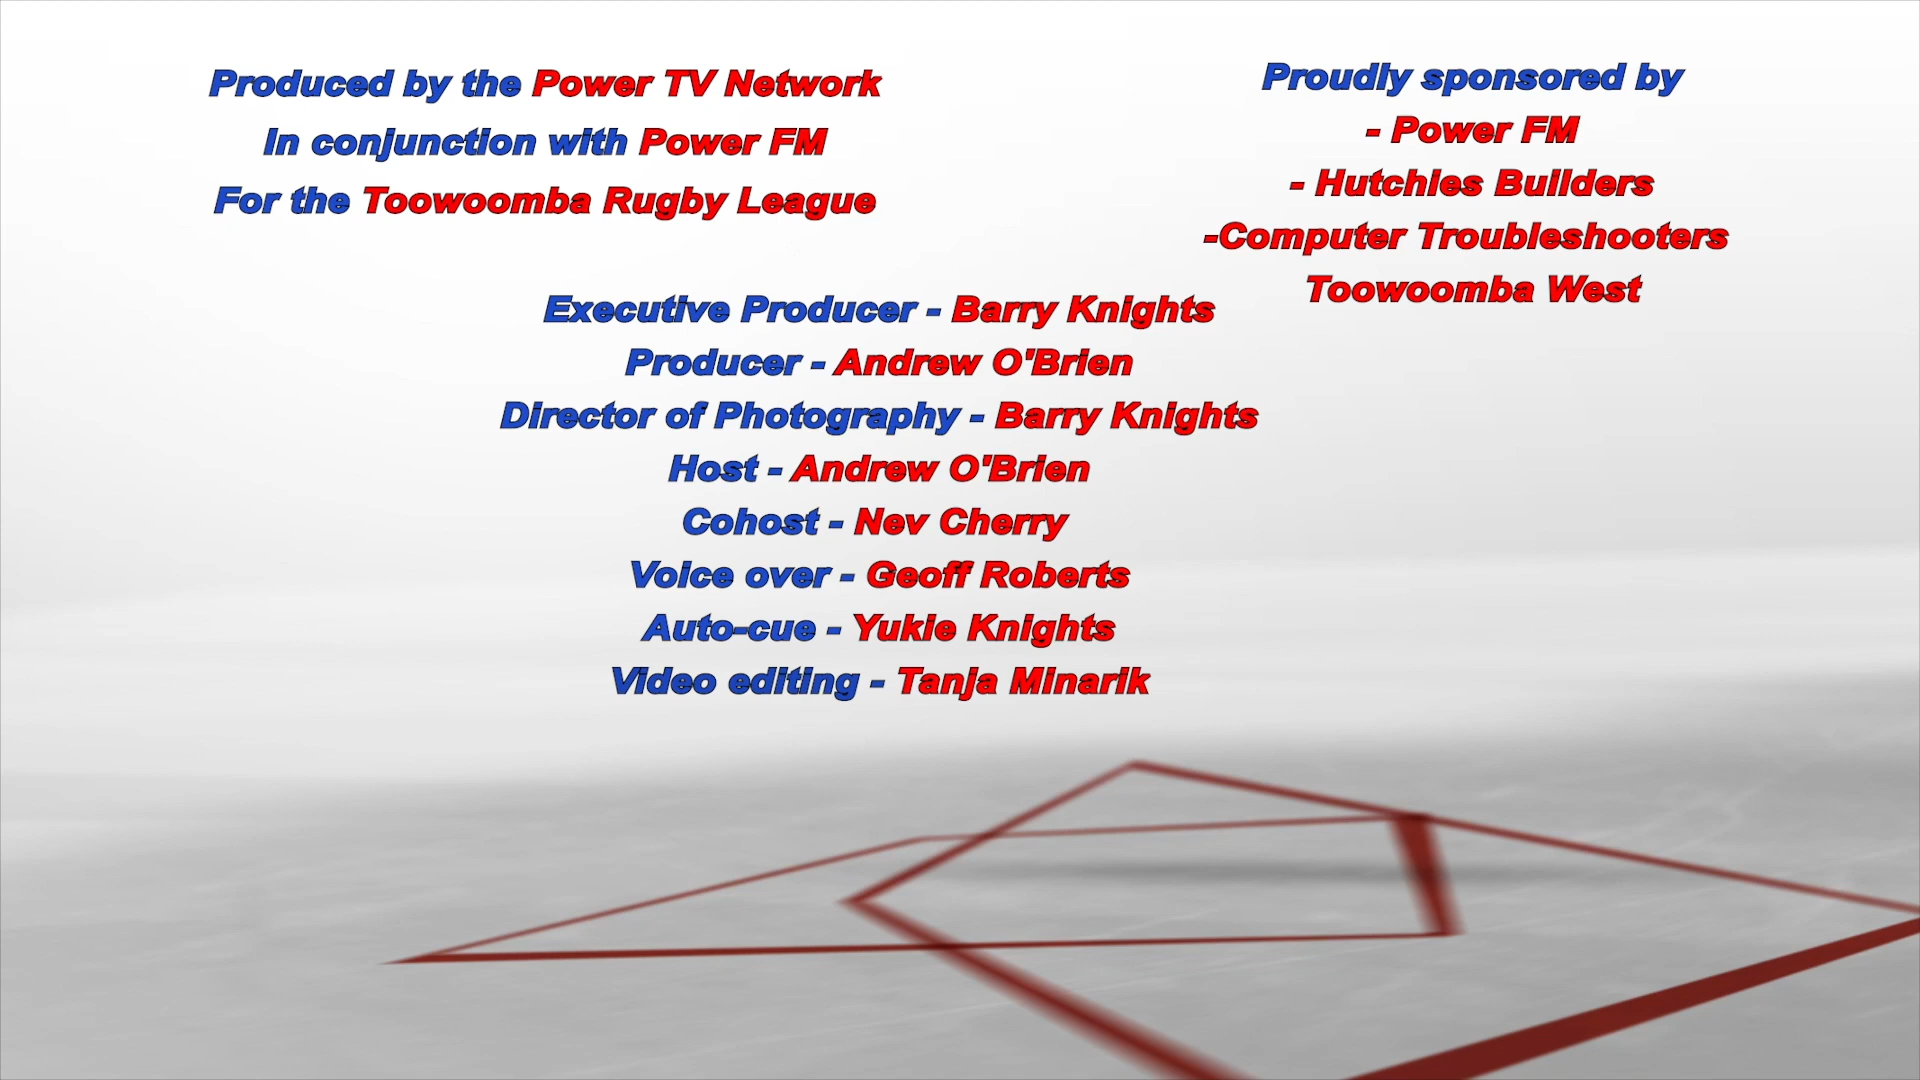 Produced by the Power TV Network
In conjunction with Power FM
For the Toowoomba Rugby League
Proudly sponsored by
- Power FM
- Hutchies Builders
-Computer Troubleshooters
Toowoomba West
Executive Producer - Barry Knights
Producer - Andrew O'Brien
Director of Photography - Barry Knights
Host - Andrew O'Brien
Cohost - Nev Cherry
Voice over - Geoff Roberts
Auto-cue - Yukie Knights
Video editing - Tanja Minarik